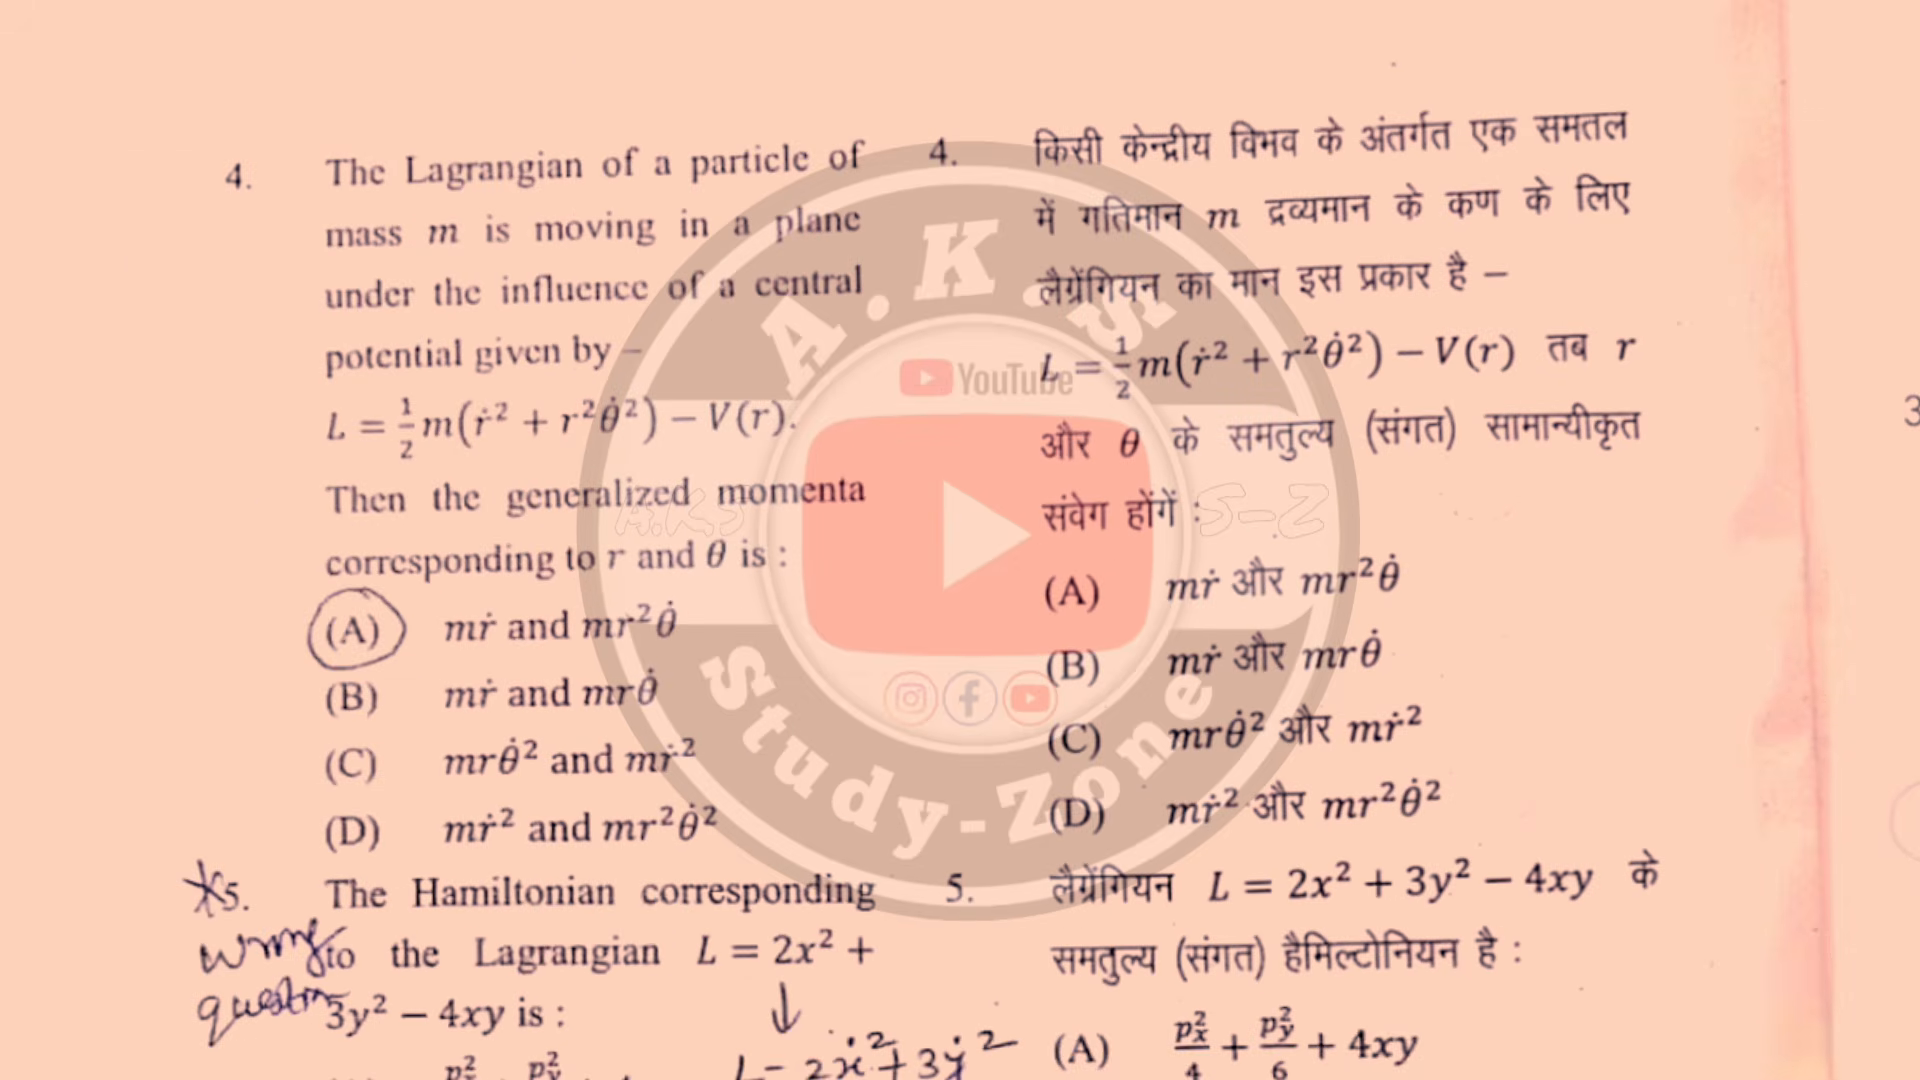 4. The Lagrangian of a particle of
mass m is moving in a plane
under the influence of a central
potential given by –
L = 1/2 m(ṙ² + r²θ̇²) – V(r).
Then the generalized momenta
corresponding to r and θ is :
(A) mṙ and mr²θ̇
(B) mṙ and mrθ̇
(C) mrθ̇² and mṙ²
(D) mṙ² and mr²θ̇²
*5. The Hamiltonian corresponding
wrong to the Lagrangian L = 2x² +
question 3y² – 4xy is :
↓
L = 2ẋ² + 3ẏ²
4. किसी केन्द्रीय विभव के अंतर्गत एक समतल
में गतिमान m द्रव्यमान के कण के लिए
लैग्रेंगियन का मान इस प्रकार है –
L = 1/2 m(ṙ² + r²θ̇²) – V(r) तब r
और θ के समतुल्य (संगत) सामान्यीकृत
संवेग होंगें :
(A) mṙ और mr²θ̇
(B) mṙ और mrθ̇
(C) mrθ̇² और mṙ²
(D) mṙ² और mr²θ̇²
5. लैग्रेंगियन L = 2x² + 3y² – 4xy के
समतुल्य (संगत) हैमिल्टोनियन है :
(A) pₓ²/4 + p_y²/6 + 4xy
3
A.K.S
YouTube
A.K.S S-Z
Study-Zone